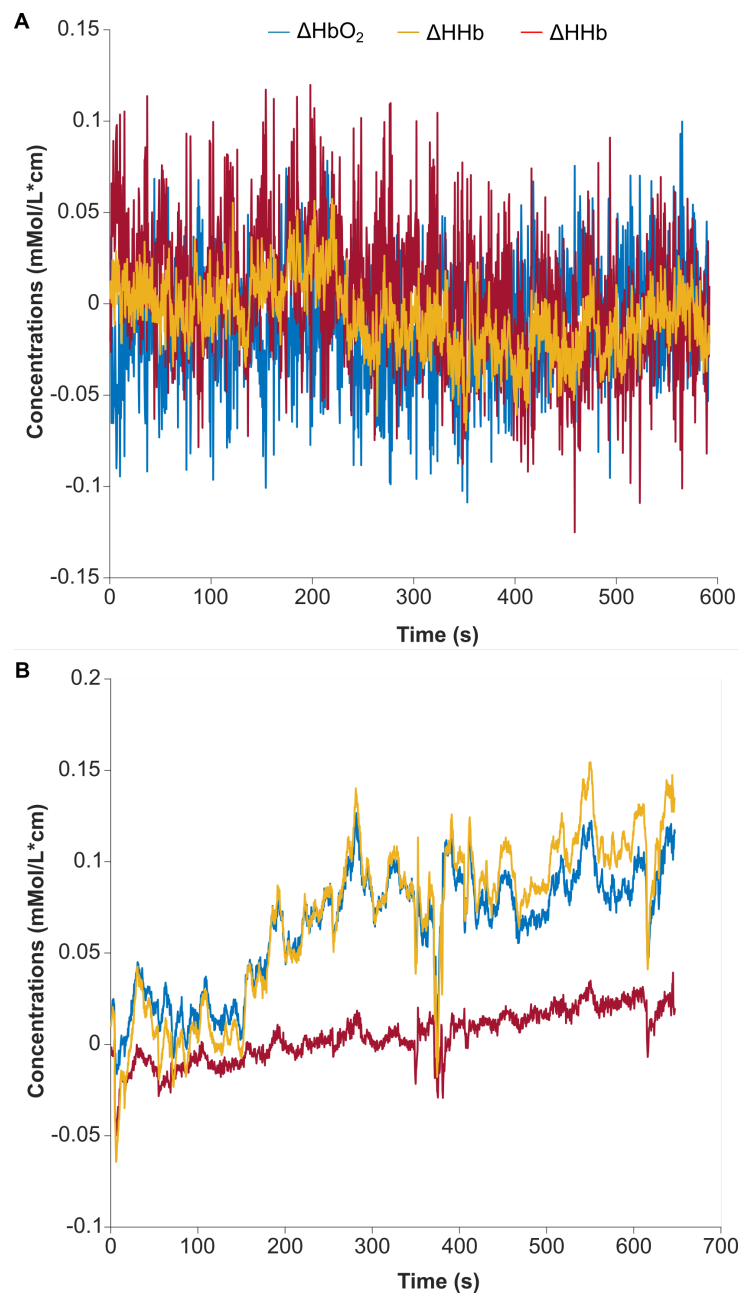 A
ΔHbO₂ ΔHHb ΔHHb
Concentrations (mMol/L*cm)
0.15
0.1
0.05
0
-0.05
-0.1
-0.15
0 100 200 300 400 500 600
Time (s)
B
Concentrations (mMol/L*cm)
0.2
0.15
0.1
0.05
0
-0.05
-0.1
0 100 200 300 400 500 600 700
Time (s)